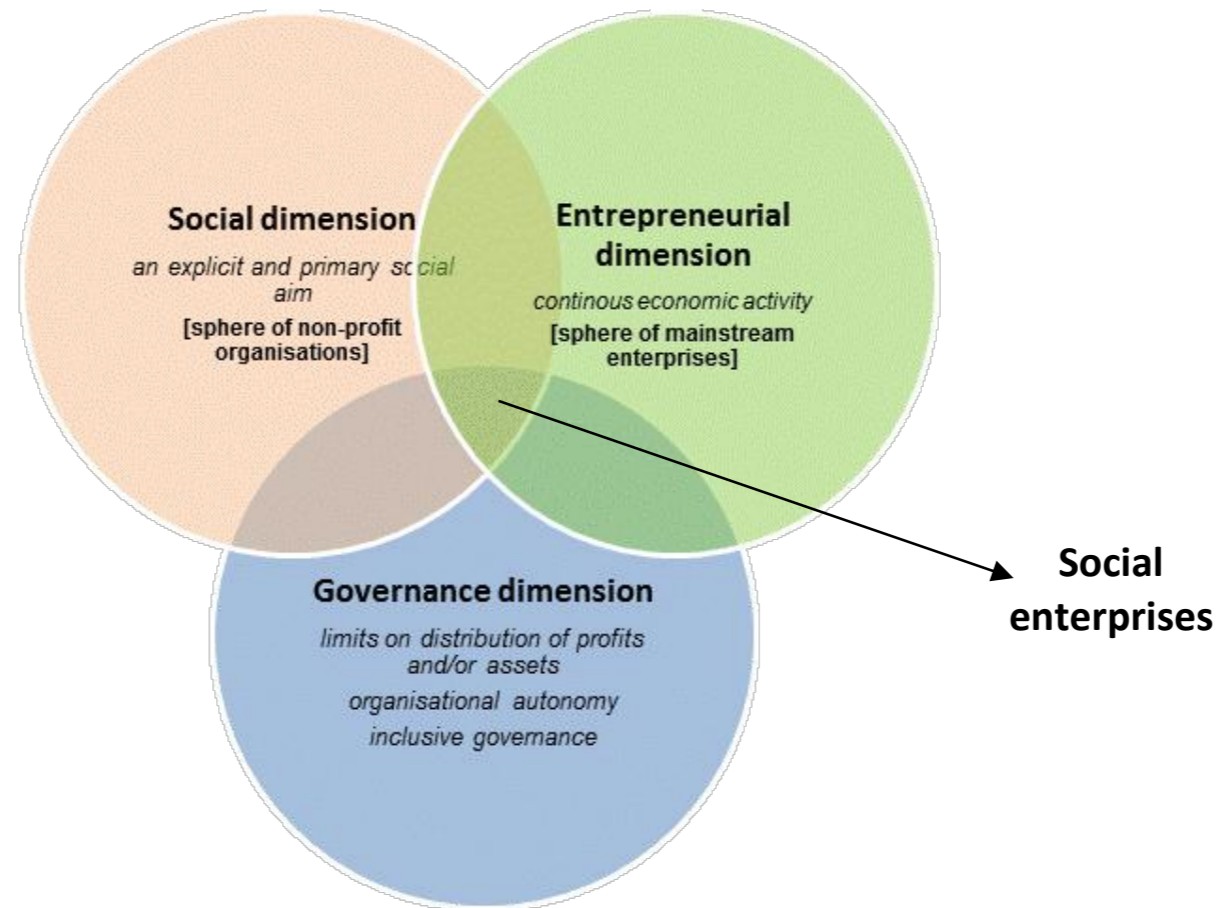 Social dimension
an explicit and primary social
aim
[sphere of non-profit
organisations]
Entrepreneurial
dimension
continous economic activity
[sphere of mainstream
enterprises]
Governance dimension
limits on distribution of profits
and/or assets
organisational autonomy
inclusive governance
Social
enterprises